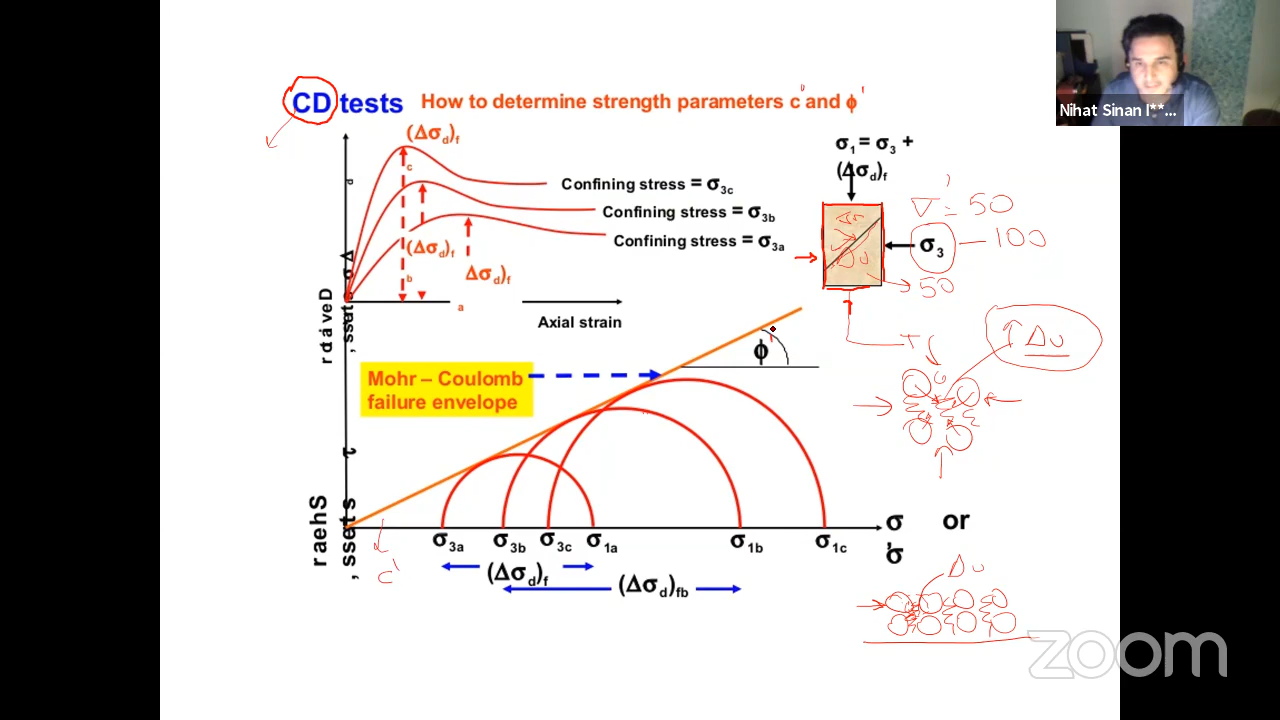 CD tests
How to determine strength parameters c' and ϕ'
Nihat Sinan I**...
(Δσd)f
c
d
σ1 = σ3 +
(Δσd)f
Confining stress = σ3c
Confining stress = σ3b
Confining stress = σ3a
σ' = 50
σ3 — 100
50
(Δσd)f
b
Δσd)f
a
Axial strain
Δu
ϕ'
Mohr – Coulomb
failure envelope
τ
σ3a σ3b σ3c σ1a σ1b σ1c
σ or
σ'
c'
(Δσd)f
(Δσd)fb
Δu
zoom